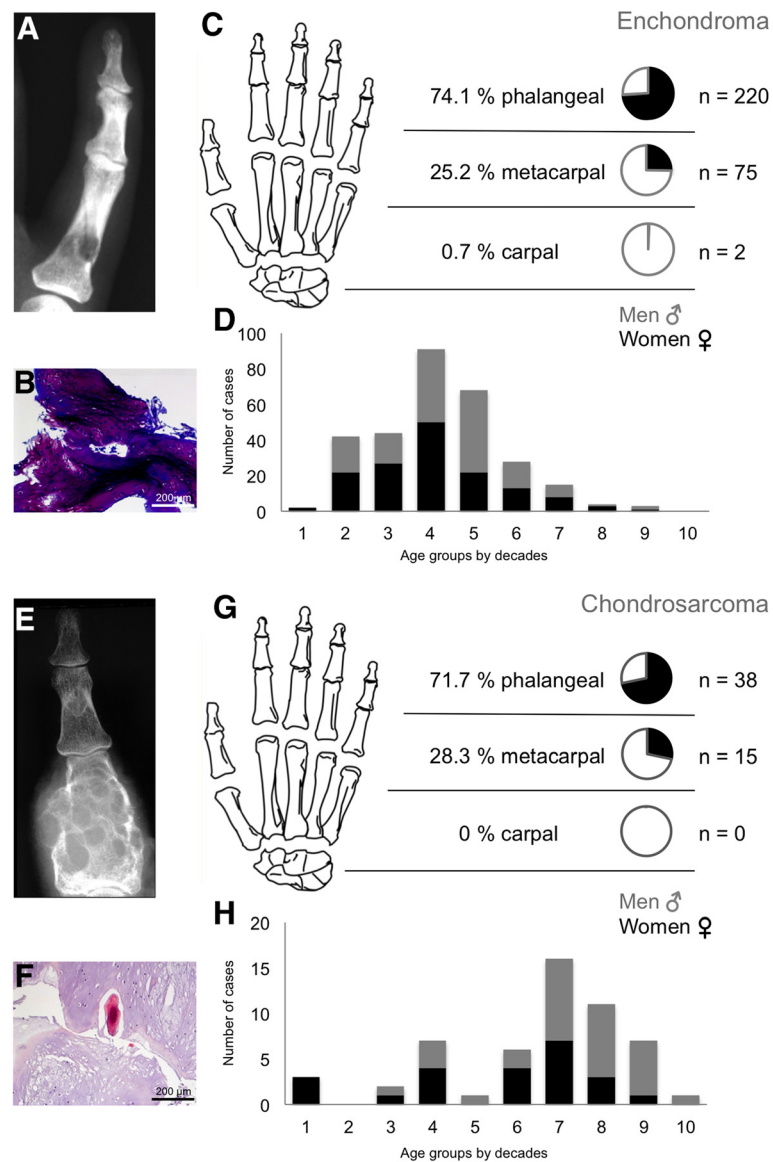 A
C
Enchondroma
74.1 % phalangeal n = 220
25.2 % metacarpal n = 75
0.7 % carpal n = 2
B
200 µm
D
Men ♂
Women ♀
Number of cases
100
80
60
40
20
0
1 2 3 4 5 6 7 8 9 10
Age groups by decades
E
G
Chondrosarcoma
71.7 % phalangeal n = 38
28.3 % metacarpal n = 15
0 % carpal n = 0
F
200 µm
H
Men ♂
Women ♀
Number of cases
20
15
10
5
0
1 2 3 4 5 6 7 8 9 10
Age groups by decades